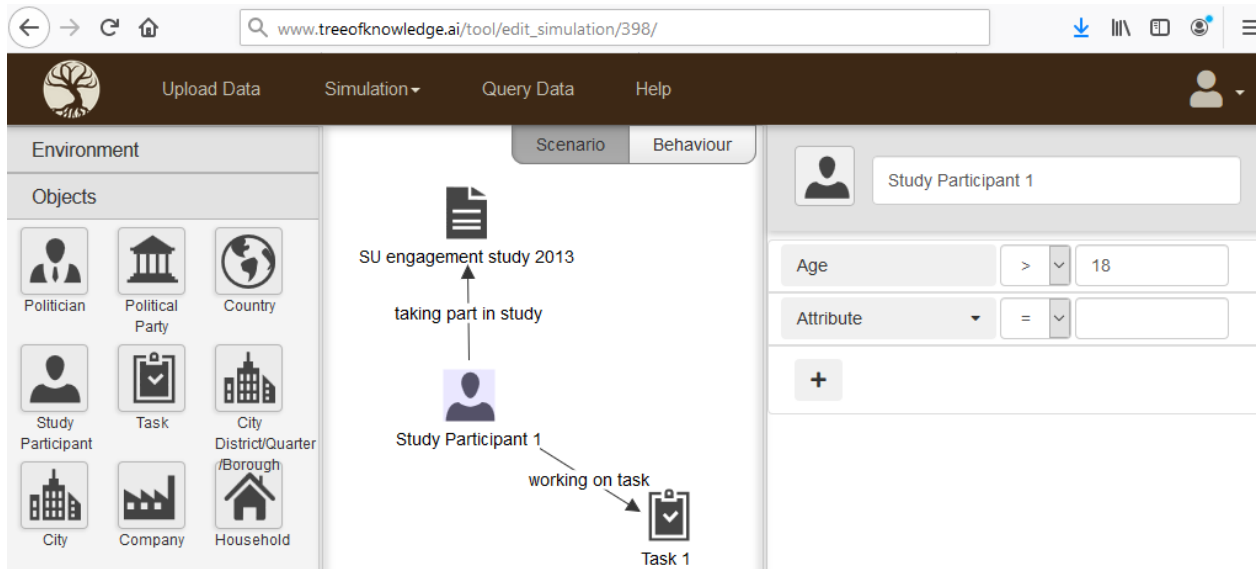 www.treeofknowledge.ai/tool/edit_simulation/398/
Upload Data
Simulation
Query Data
Help
Environment
Objects
Politician
Political
Party
Country
Study
Participant
Task
City
District/Quarter
/Borough
City
Company
Household
Scenario
Behaviour
SU engagement study 2013
taking part in study
Study Participant 1
working on task
Task 1
Study Participant 1
Age > 18
Attribute =
+